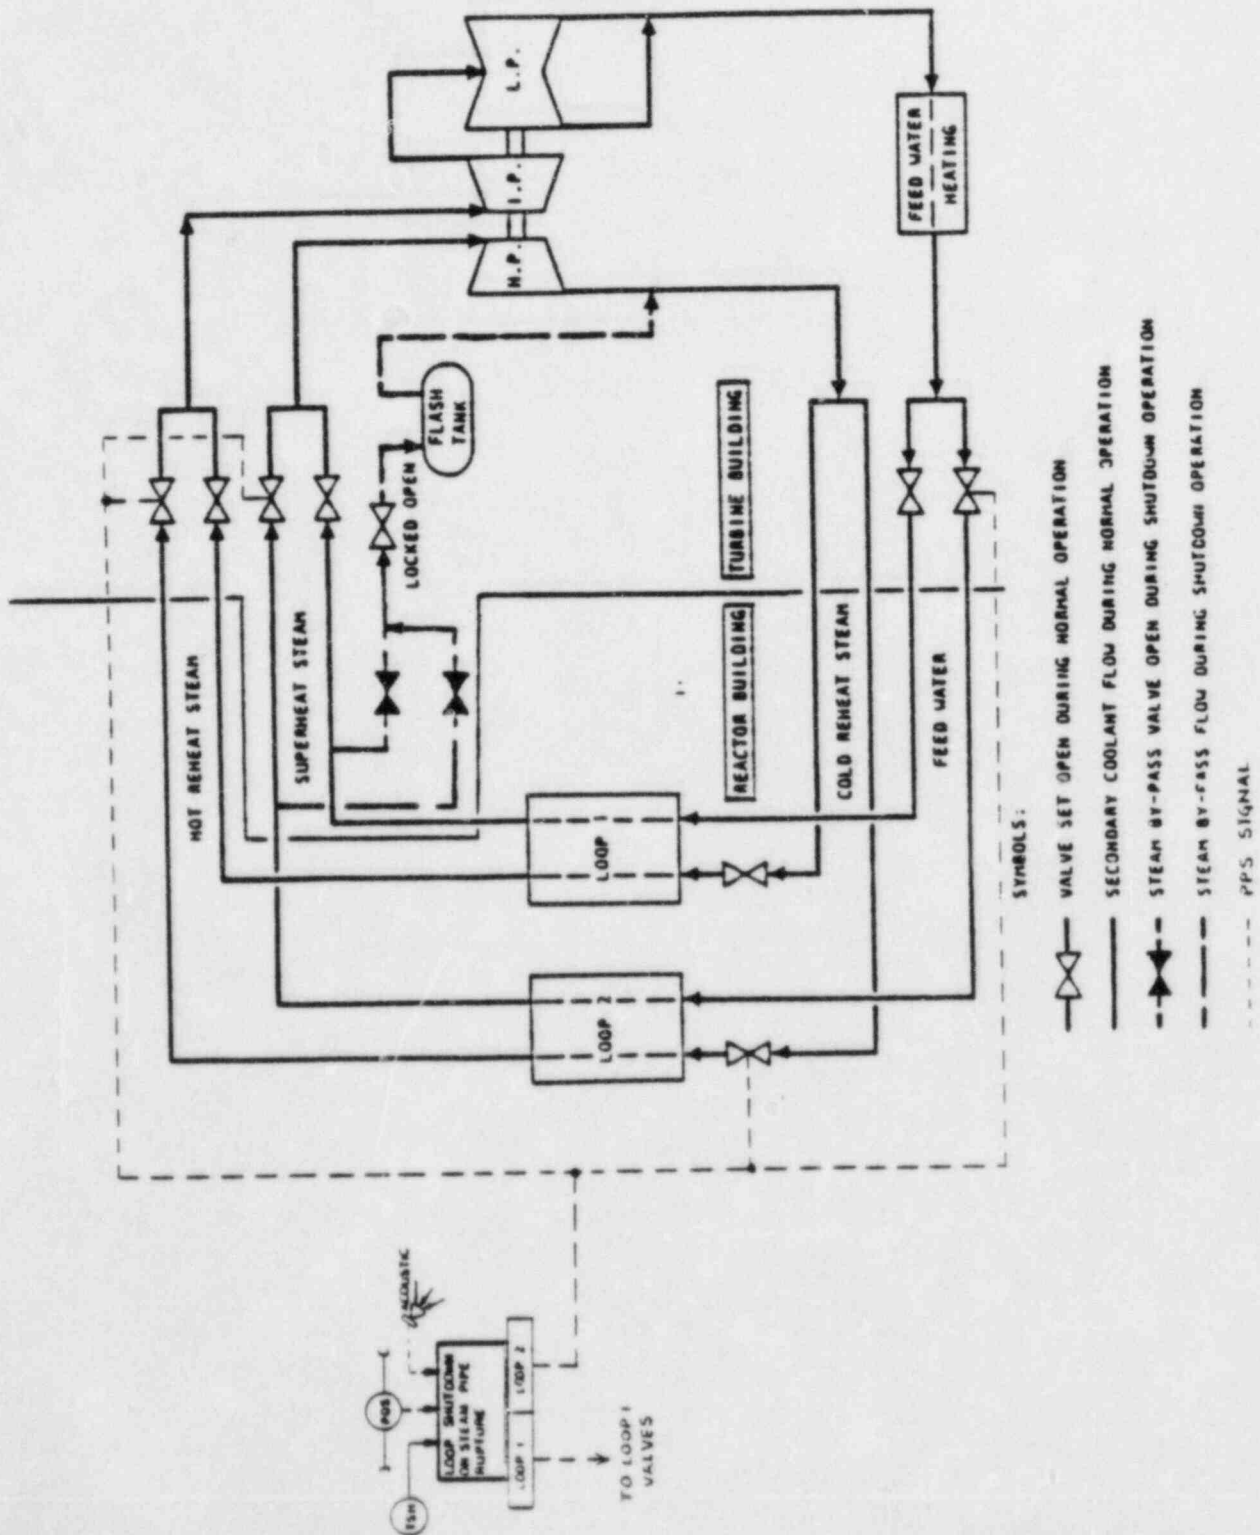 L.P.
I.P.
H.P.
FEED WATER
HEATING
FLASH
TANK
LOCKED OPEN
HOT REHEAT STEAM
SUPERHEAT STEAM
TURBINE BUILDING
REACTOR BUILDING
COLD REHEAT STEAM
FEED WATER
LOOP
LOOP 2
ACOUSTIC
PDS
TSH
LOOP SHUTDOWN
ON STEAM PIPE
RUPTURE
LOOP 1
LOOP 2
TO LOOP 1
VALVES
SYMBOLS:
VALVE SET OPEN DURING NORMAL OPERATION
SECONDARY COOLANT FLOW DURING NORMAL OPERATION
STEAM BY-PASS VALVE OPEN DURING SHUTDOWN OPERATION
STEAM BY-PASS FLOW DURING SHUTDOWN OPERATION
PPS SIGNAL